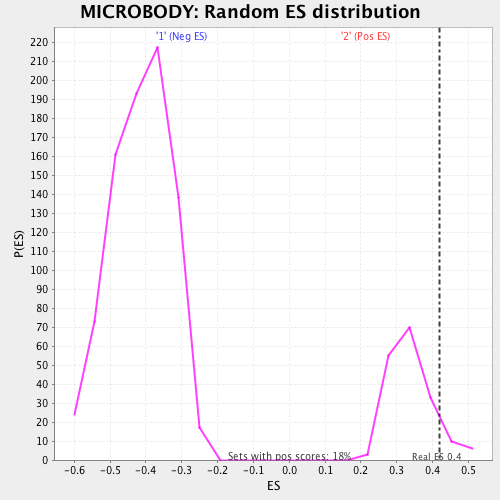 MICROBODY: Random ES distribution
'1' (Neg ES)
'2' (Pos ES)
220
210
200
190
180
170
160
150
140
130
120
110
100
90
80
70
60
50
40
30
20
10
0
P(ES)
Sets with pos scores: 18%
Real ES 0.4
-0.6 -0.5 -0.4 -0.3 -0.2 -0.1 0.0 0.1 0.2 0.3 0.4 0.5
ES